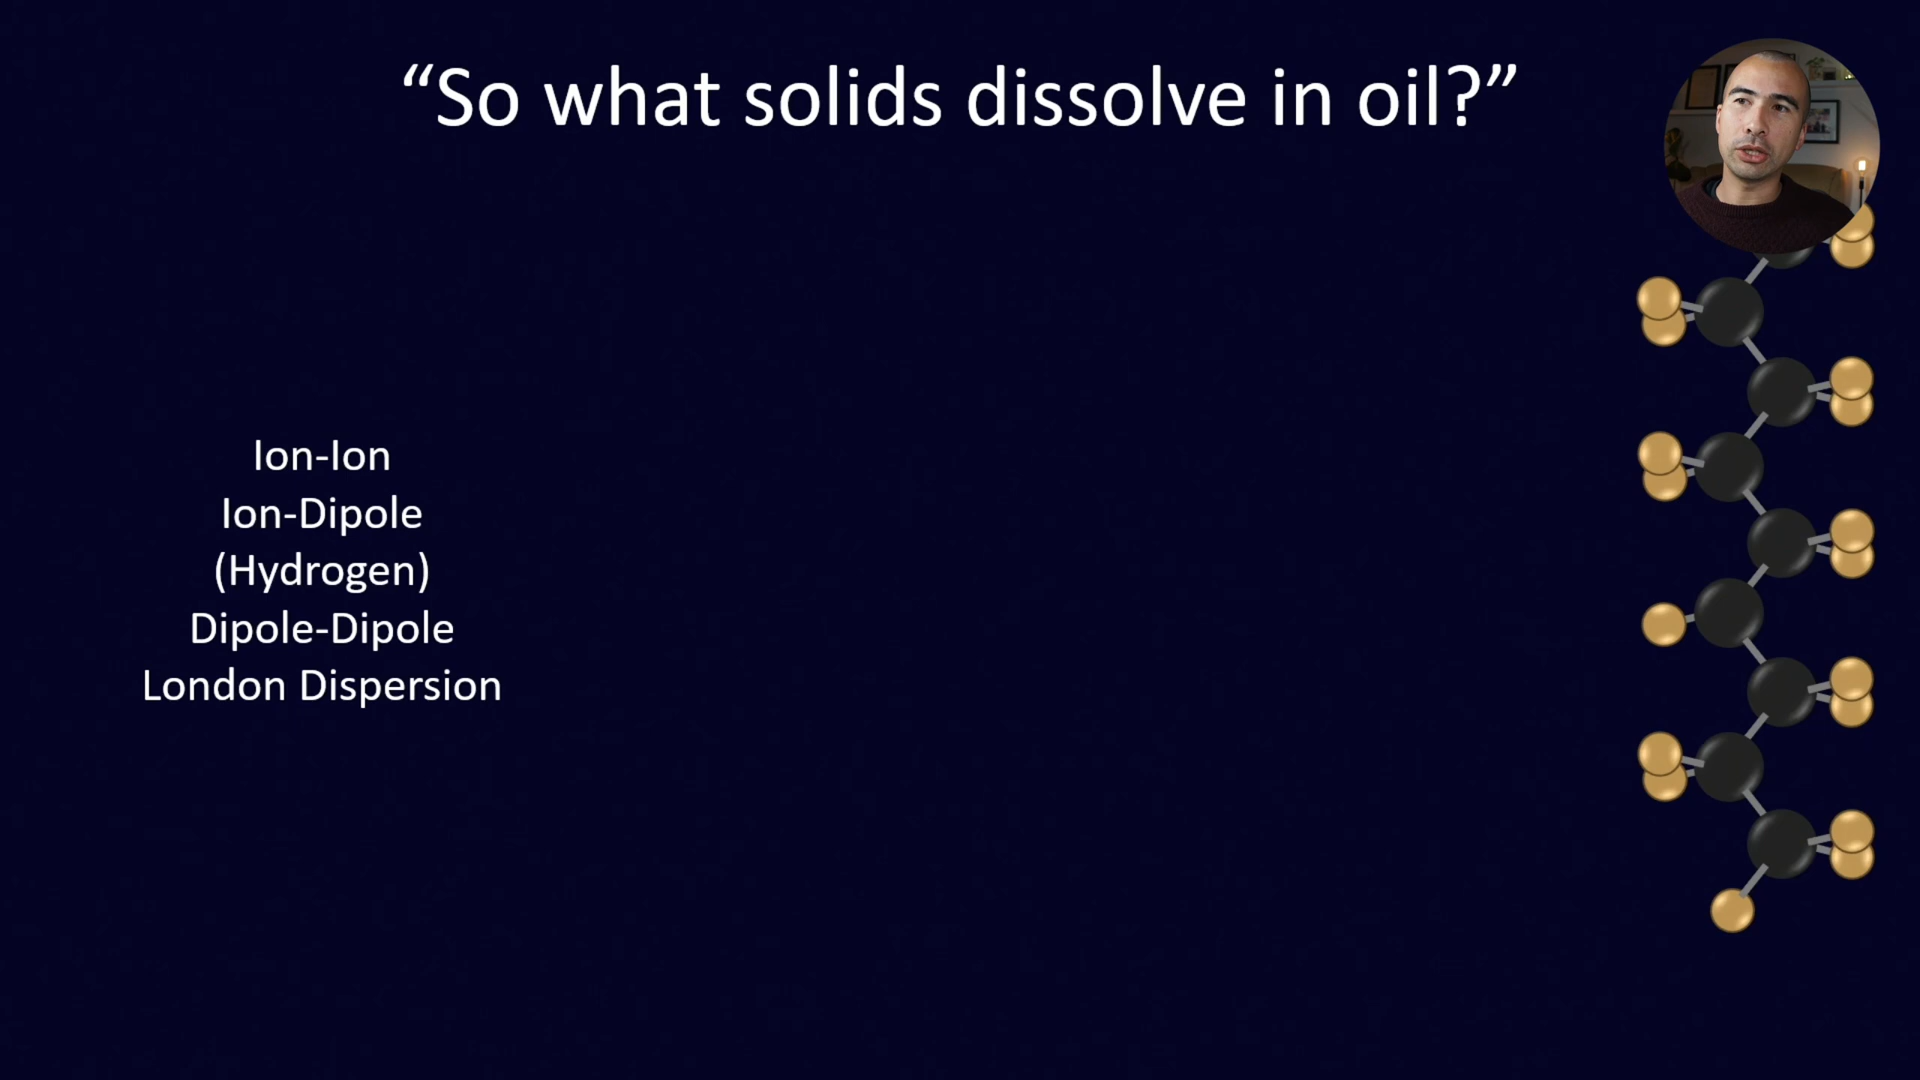 “So what solids dissolve in oil?”
Ion-Ion
Ion-Dipole
(Hydrogen)
Dipole-Dipole
London Dispersion